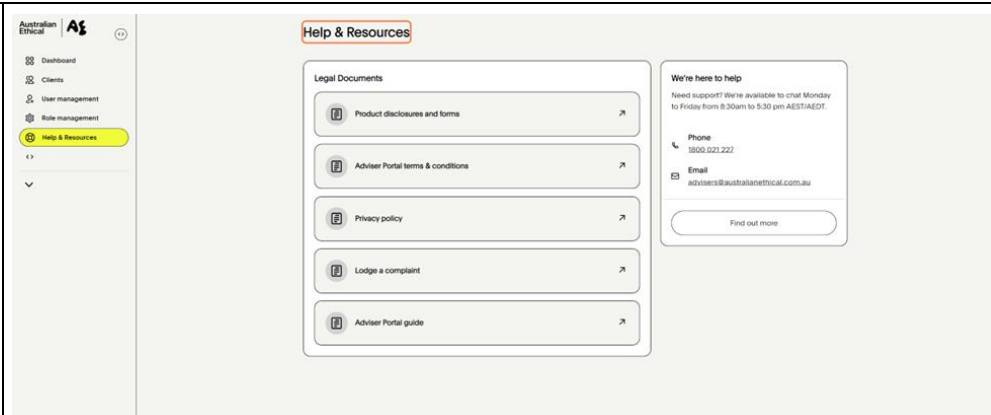 Australian
Ethical
Dashboard
Clients
User management
Role management
Help & Resources
Help & Resources
Legal Documents
Product disclosures and forms
Adviser Portal terms & conditions
Privacy policy
Lodge a complaint
Adviser Portal guide
We're here to help
Need support? We're available to chat Monday
to Friday from 8:30am to 5:30 pm AEST/AEDT.
Phone
1800 021 227
Email
advisers@australianethical.com.au
Find out more